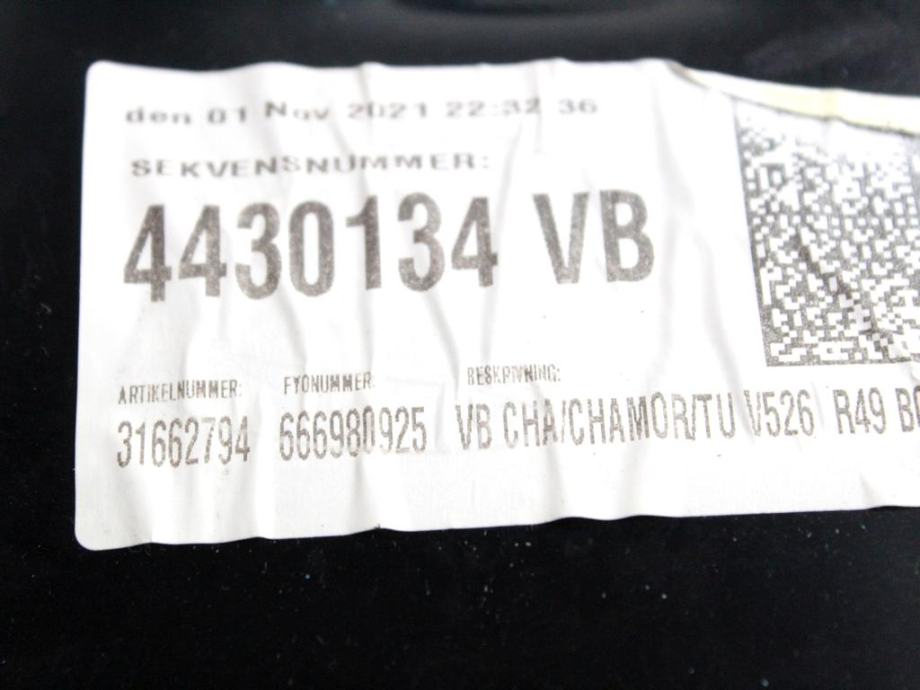 den 01 Nov 2021 22:32 36
SEKVENSNUMMER:
4430134 VB
ARTIKELNUMMER: FYONUMMER: BESKRIVNING:
31662794 666980925 VB CHA/CHAMOR/TU V526 R49